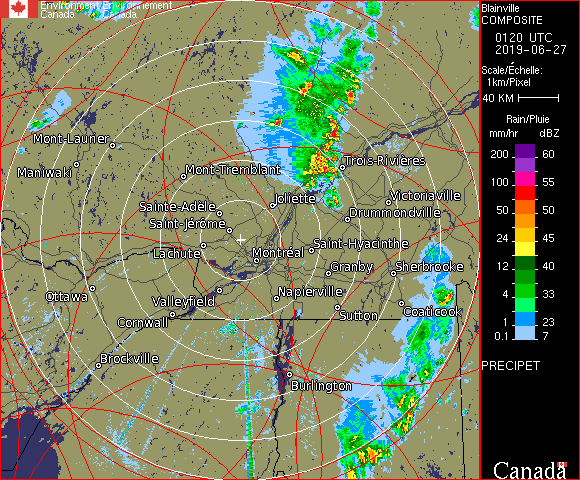 Environment Environnement
Canada Canada
Mont-Laurier
Maniwaki
Mont-Tremblant
Trois-Rivières
Sainte-Adele
Joliette
Victoriaville
Saint-Jérôme
Drummondville
Lachute
Montréal
Saint-Hyacinthe
Granby
Sherbrooke
Ottawa
Valleyfield
Napierville
Cornwall
Sutton
Coaticook
Brockville
Burlington
Blainville
COMPOSITE
0120 UTC
2019-06-27
Scale/Échelle:
1km/Pixel
40 KM
Rain/Pluie
mm/hr dBZ
200 60
100 55
50 50
24 45
12 40
4 33
1 23
0.1 7
PRECIPET
Canada